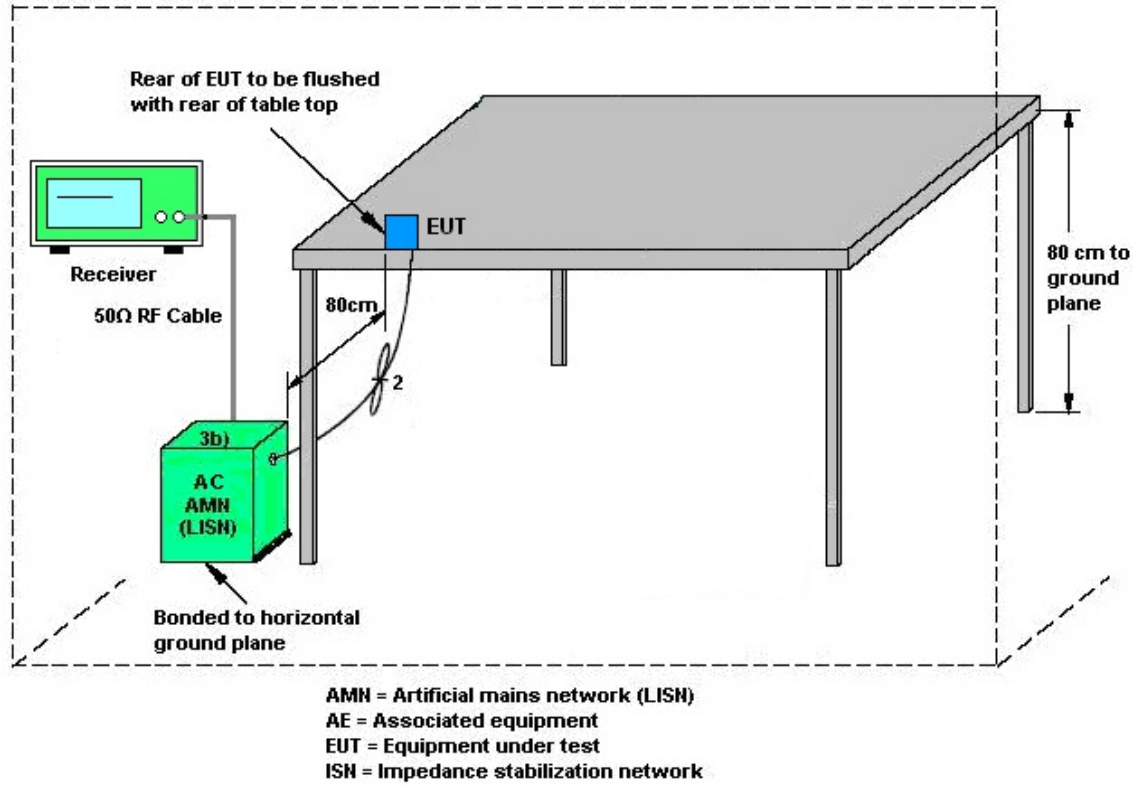 Rear of EUT to be flushed
with rear of table top
EUT
Receiver
50Ω RF Cable
80cm
2
80 cm to
ground
plane
3b)
AC
AMN
(LISN)
Bonded to horizontal
ground plane
AMN = Artificial mains network (LISN)
AE = Associated equipment
EUT = Equipment under test
ISN = Impedance stabilization network